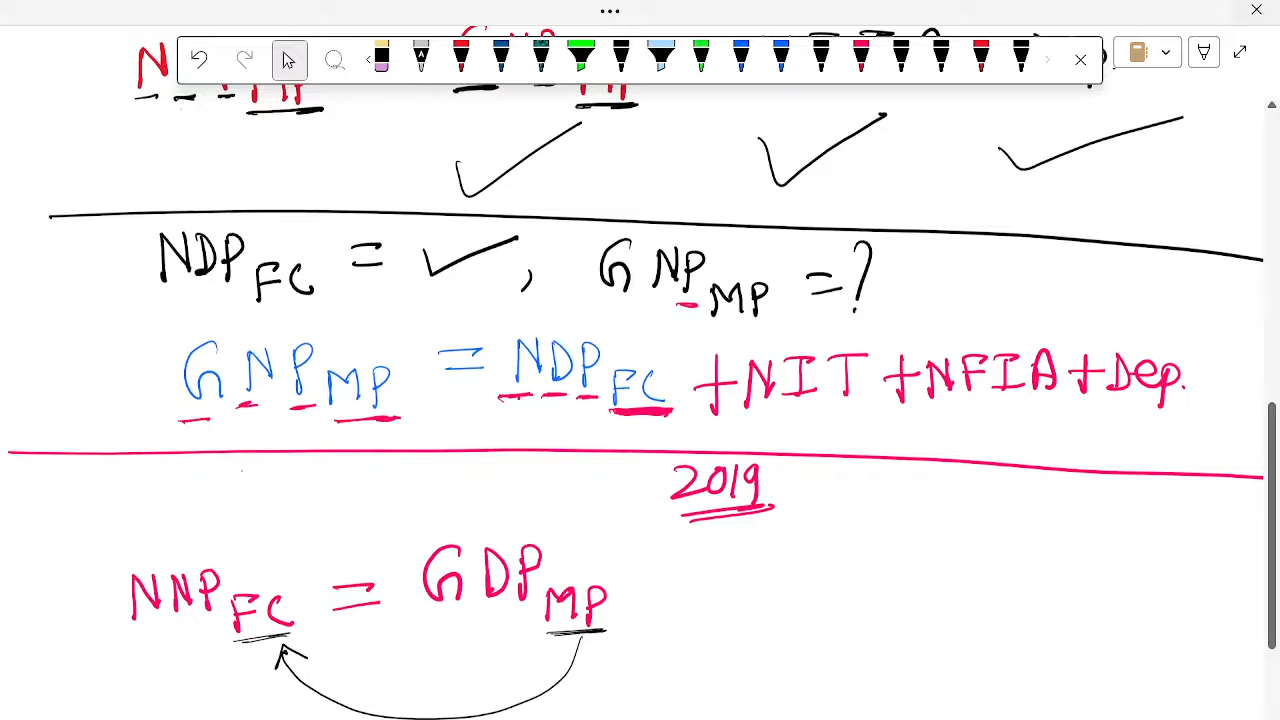 NDP FC = ✓, GNP MP = ?
GNP MP = NDP FC + NIT + NFIA + Dep.
2019
NNP FC = GDP MP